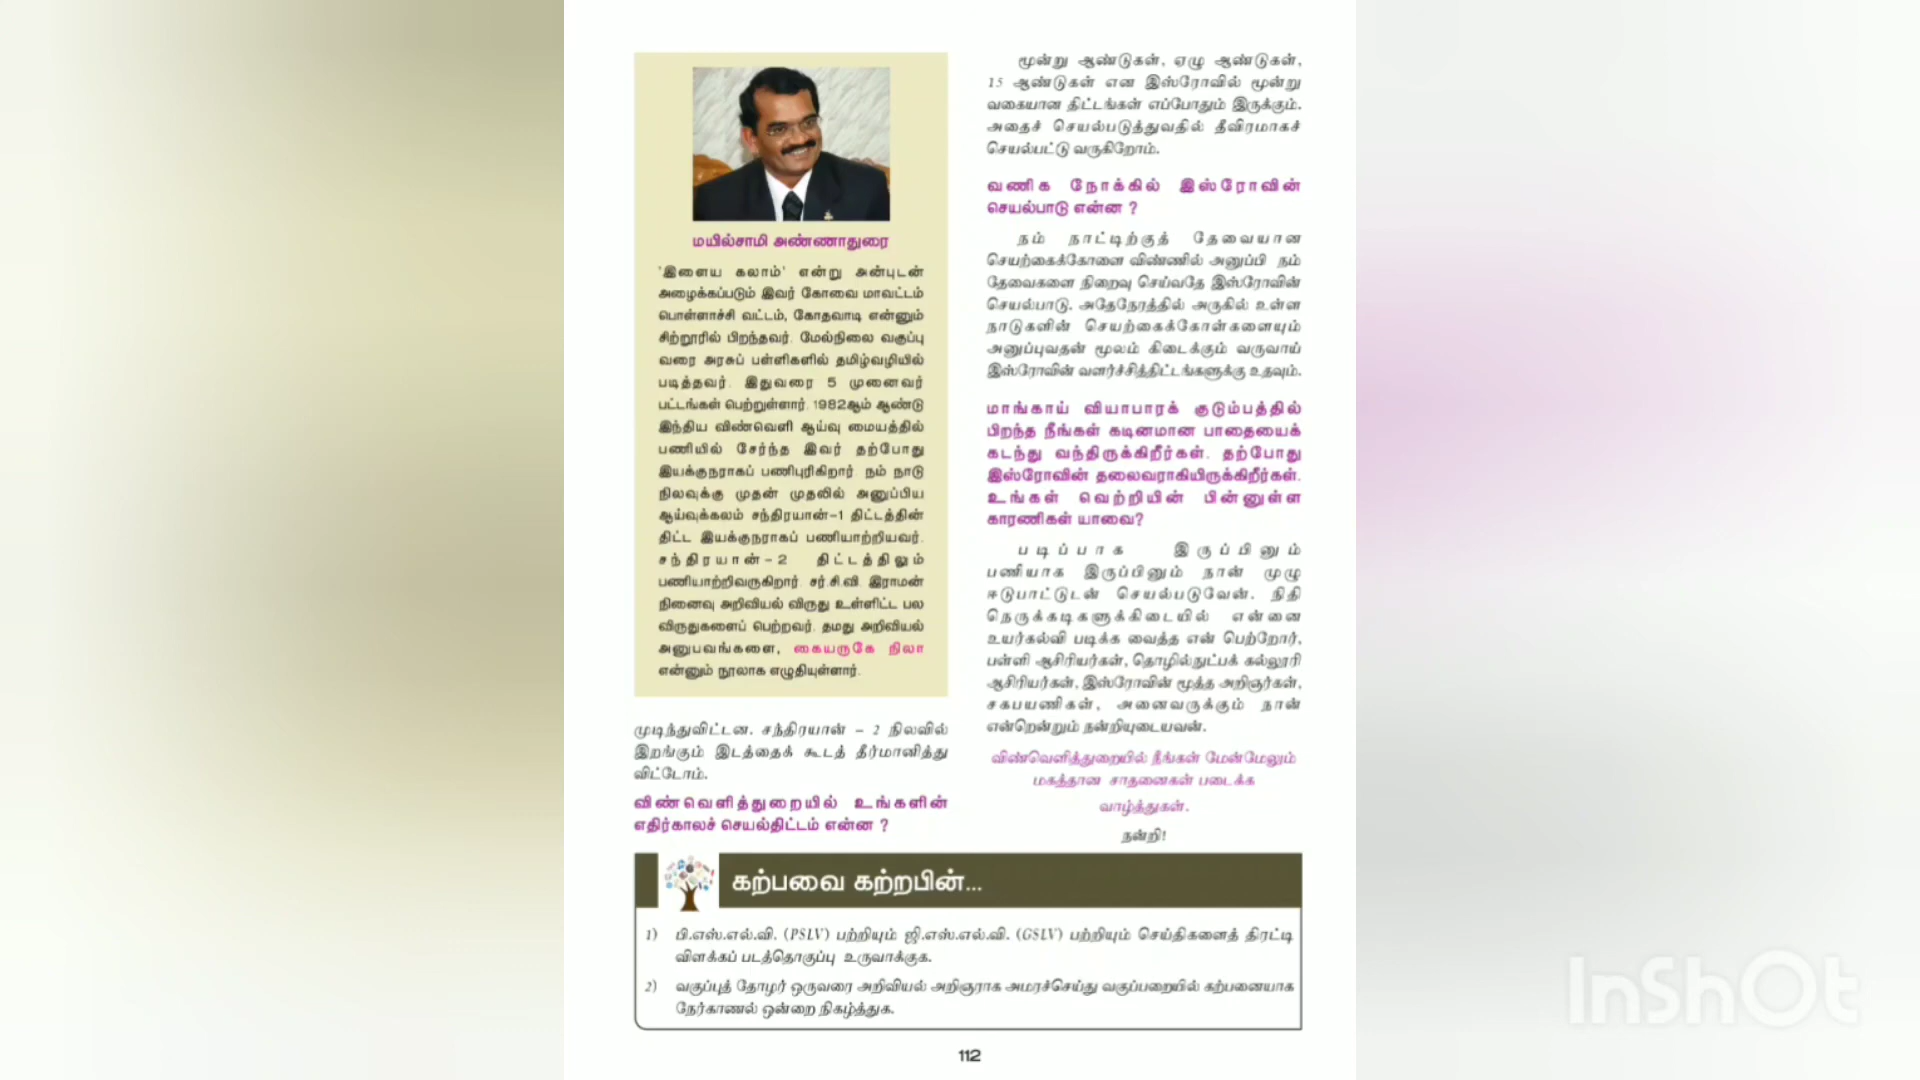 மயில்சாமி அண்ணாதுரை
'இளைய கலாம்' என்று அன்புடன்
அழைக்கப்படும் இவர் கோவை மாவட்டம்
பொள்ளாச்சி வட்டம், கோதவாடி என்னும்
சிற்றூரில் பிறந்தவர். மேல்நிலை வகுப்பு
வரை அரசுப் பள்ளிகளில் தமிழ்வழியில்
படித்தவர். இதுவரை 5 முனைவர்
பட்டங்கள் பெற்றுள்ளார். 1982ஆம் ஆண்டு
இந்திய விண்வெளி ஆய்வு மையத்தில்
பணியில் சேர்ந்த இவர் தற்போது
இயக்குநராகப் பணிபுரிகிறார். நம் நாடு
நிலவுக்கு முதன் முதலில் அனுப்பிய
ஆய்வுக்கலம் சந்திரயான்-1 திட்டத்தின்
திட்ட இயக்குநராகப் பணியாற்றியவர்.
சந்திரயான்-2 திட்டத்திலும்
பணியாற்றிவருகிறார். சர்.சி.வி. இராமன்
நினைவு அறிவியல் விருது உள்ளிட்ட பல
விருதுகளைப் பெற்றவர். தமது அறிவியல்
அனுபவங்களை, கையருகே நிலா
என்னும் நூலாக எழுதியுள்ளார்.
முடிந்துவிட்டன. சந்திரயான் – 2 நிலவில்
இறங்கும் இடத்தைக் கூடத் தீர்மானித்து
விட்டோம்.
விண்வெளித்துறையில் உங்களின்
எதிர்காலச் செயல்திட்டம் என்ன ?
மூன்று ஆண்டுகள், ஏழு ஆண்டுகள்,
15 ஆண்டுகள் என இஸ்ரோவில் மூன்று
வகையான திட்டங்கள் எப்போதும் இருக்கும்.
அதைச் செயல்படுத்துவதில் தீவிரமாகச்
செயல்பட்டு வருகிறோம்.
வணிக நோக்கில் இஸ்ரோவின்
செயல்பாடு என்ன ?
நம் நாட்டிற்குத் தேவையான
செயற்கைக்கோளை விண்ணில் அனுப்பி நம்
தேவைகளை நிறைவு செய்வதே இஸ்ரோவின்
செயல்பாடு. அதேநேரத்தில் அருகில் உள்ள
நாடுகளின் செயற்கைக்கோள்களையும்
அனுப்புவதன் மூலம் கிடைக்கும் வருவாய்
இஸ்ரோவின் வளர்ச்சித்திட்டங்களுக்கு உதவும்.
மாங்காய் வியாபாரக் குடும்பத்தில்
பிறந்த நீங்கள் கடினமான பாதையைக்
கடந்து வந்திருக்கிறீர்கள். தற்போது
இஸ்ரோவின் தலைவராகியிருக்கிறீர்கள்.
உங்கள் வெற்றியின் பின்னுள்ள
காரணிகள் யாவை?
படிப்பாக இருப்பினும்
பணியாக இருப்பினும் நான் முழு
ஈடுபாட்டுடன் செயல்படுவேன். நிதி
நெருக்கடிகளுக்கிடையில் என்னை
உயர்கல்வி படிக்க வைத்த என் பெற்றோர்,
பள்ளி ஆசிரியர்கள், தொழில்நுட்பக் கல்லூரி
ஆசிரியர்கள், இஸ்ரோவின் மூத்த அறிஞர்கள்,
சகபயணிகள், அனைவருக்கும் நான்
என்றென்றும் நன்றியுடையவன்.
விண்வெளித்துறையில் நீங்கள் மேன்மேலும்
மகத்தான சாதனைகள் படைக்க
வாழ்த்துகள்.
நன்றி!
கற்பவை கற்றபின்...
1) பி.எஸ்.எல்.வி. (PSLV) பற்றியும் ஜி.எஸ்.எல்.வி. (GSLV) பற்றியும் செய்திகளைத் திரட்டி
விளக்கப் படத்தொகுப்பு உருவாக்குக.
2) வகுப்புத் தோழர் ஒருவரை அறிவியல் அறிஞராக அமரச்செய்து வகுப்பறையில் கற்பனையாக
நேர்காணல் ஒன்றை நிகழ்த்துக.
112
InShOt